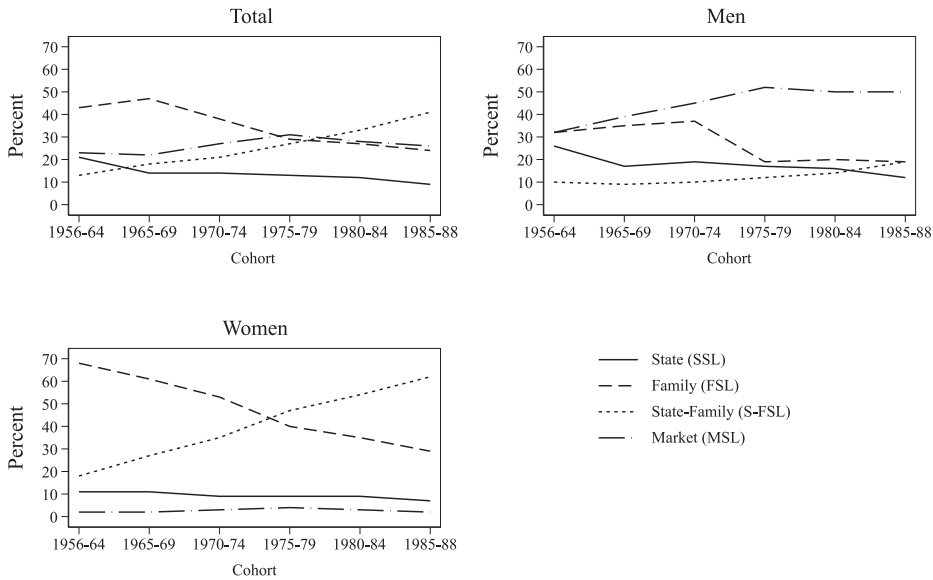 Total
70
60
50
40
30
20
10
0
Percent
1956-64 1965-69 1970-74 1975-79 1980-84 1985-88
Cohort
Men
70
60
50
40
30
20
10
0
Percent
1956-64 1965-69 1970-74 1975-79 1980-84 1985-88
Cohort
Women
70
60
50
40
30
20
10
0
Percent
1956-64 1965-69 1970-74 1975-79 1980-84 1985-88
Cohort
State (SSL)
Family (FSL)
State-Family (S-FSL)
Market (MSL)